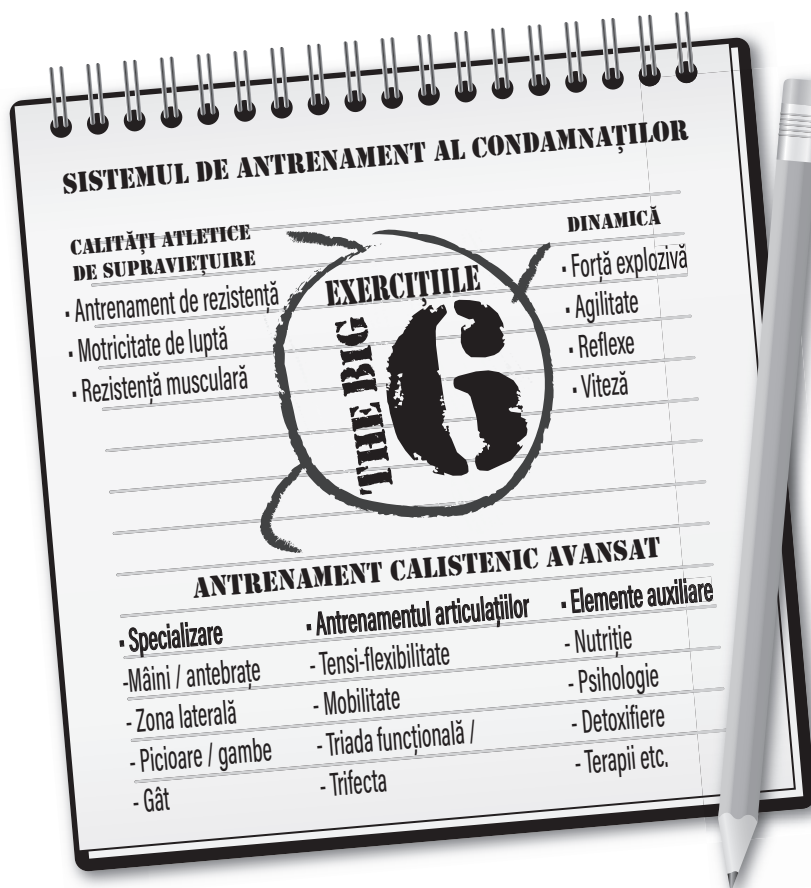 SISTEMUL DE ANTRENAMENT AL CONDAMNAȚILOR
CALITĂȚI ATLETICE
DE SUPRAVIEȚUIRE
· Antrenament de rezistență
· Motricitate de luptă
· Rezistență musculară
EXERCIȚIILE
THE BIG
6
DINAMICĂ
· Forță explozivă
· Agilitate
· Reflexe
· Viteză
ANTRENAMENT CALISTENIC AVANSAT
· Specializare
-Mâini / antebrațe
- Zona laterală
- Picioare / gambe
- Gât
· Antrenamentul articulațiilor
- Tensi-flexibilitate
- Mobilitate
- Triada funcțională /
- Trifecta
· Elemente auxiliare
- Nutriție
- Psihologie
- Detoxifiere
- Terapii etc.